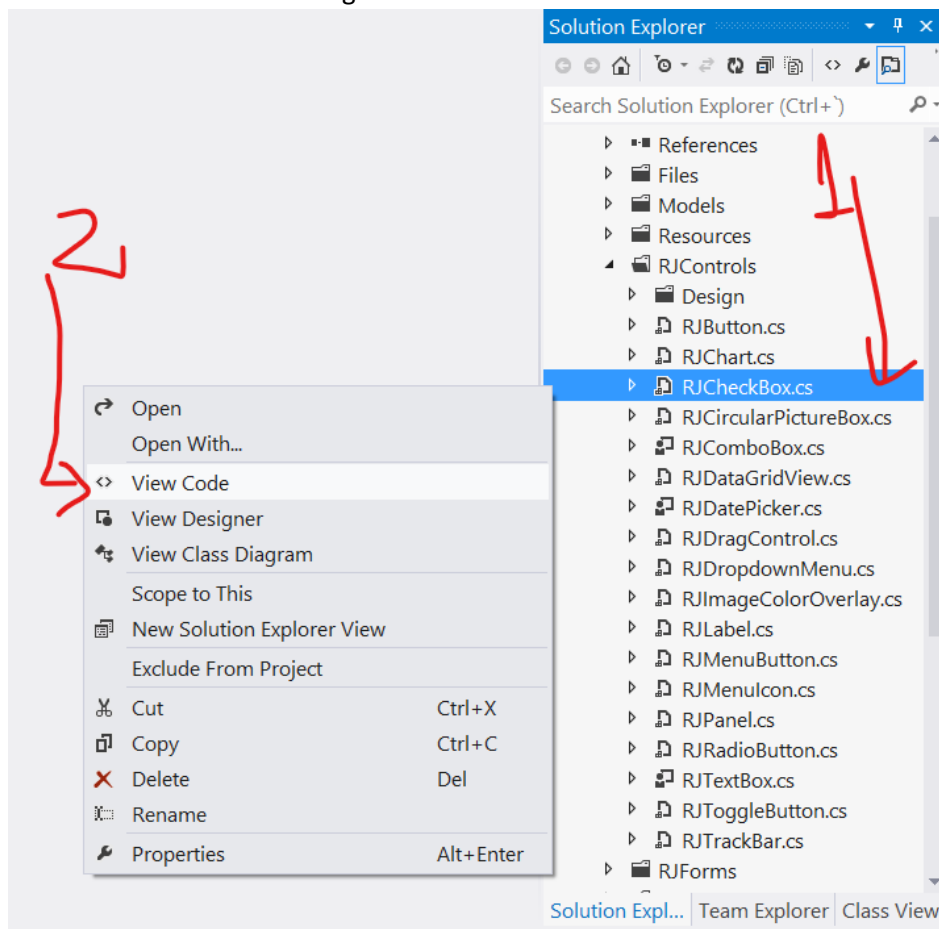 Solution Explorer
Search Solution Explorer (Ctrl+`)
References
Files
Models
Resources
RJControls
Design
RJButton.cs
RJChart.cs
RJCheckBox.cs
RJCircularPictureBox.cs
RJComboBox.cs
RJDataGridView.cs
RJDatePicker.cs
RJDragControl.cs
RJDropdownMenu.cs
RJImageColorOverlay.cs
RJLabel.cs
RJMenuButton.cs
RJMenuIcon.cs
RJPanel.cs
RJRadioButton.cs
RJTextBox.cs
RJToggleButton.cs
RJTrackBar.cs
RJForms
Solution Expl... Team Explorer Class View
1
2
Open
Open With...
View Code
View Designer
View Class Diagram
Scope to This
New Solution Explorer View
Exclude From Project
Cut Ctrl+X
Copy Ctrl+C
Delete Del
Rename
Properties Alt+Enter